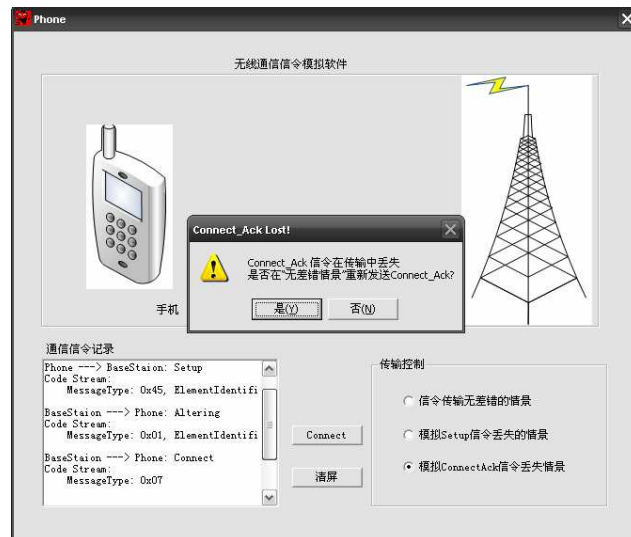 Phone
无线通信信令模拟软件
Connect_Ack Lost!
Connect_Ack 信令在传输中丢失
是否在"无差错情景"重新发送Connect_Ack?
是(Y)
否(N)
手机
通信信令记录
Phone ---> BaseStaion: Setup
Code Stream:
MessageType: 0x45, ElementIdentifi
BaseStaion ---> Phone: Altering
Code Stream:
MessageType: 0x01, ElementIdentifi
BaseStaion ---> Phone: Connect
Code Stream:
MessageType: 0x07
Connect
清屏
传输控制
信令传输无差错的情景
模拟Setup信令丢失的情景
模拟ConnectAck信令丢失情景